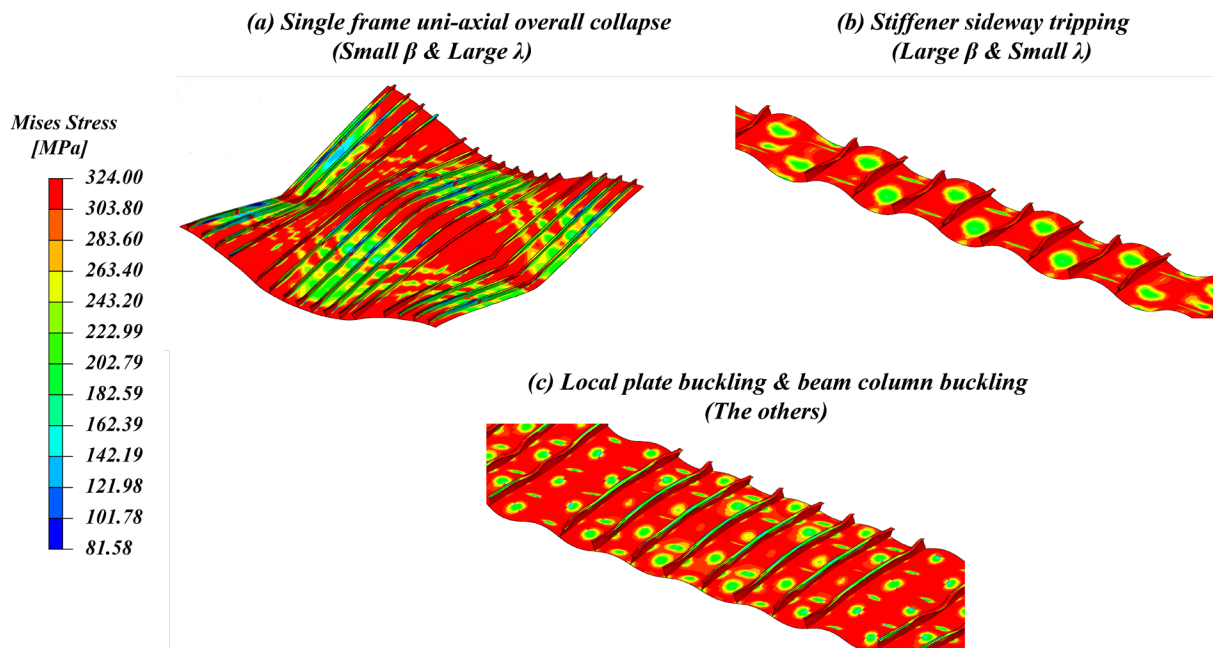 (a) Single frame uni-axial overall collapse
(Small β & Large λ)
(b) Stiffener sideway tripping
(Large β & Small λ)
Mises Stress
[MPa]
324.00
303.80
283.60
263.40
243.20
222.99
202.79
182.59
162.39
142.19
121.98
101.78
81.58
(c) Local plate buckling & beam column buckling
(The others)